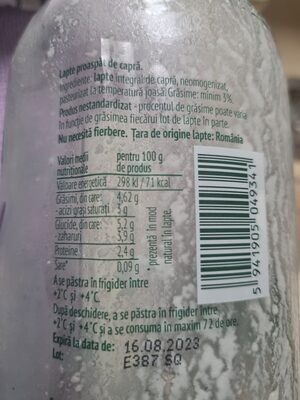 Lapte proaspăt de capră.
Ingrediente: lapte integral de capră, neomogenizat,
pasteurizat la temperatură joasă. Grăsime: minim 3%.
Produs nestandardizat - procentul de grăsime poate varia
în funcție de grăsimea fiecărui lot de lapte în parte
Nu necesită fierbere. Țara de origine lapte: România
Valori medii nutriționale pentru 100 g de produs
Valoare energetică 298 kJ / 71 kcal
Grăsimi, din care: 4,62 g
- acizi grași saturați 3 g
Glucide, din care: 5,2 g
- zaharuri 3,9 g
Proteine 2,4 g
Sare* 0,09 g
*prezentă în mod
natural în lapte.
5 941905 049341
A se păstra în frigider între
+2°C și +4°C.
După deschidere, a se păstra în frigider între
+2°C și +4°C și a se consuma în maxim 72 de ore.
Expiră la data de: 16.08.2023
Lot: E387 SQ